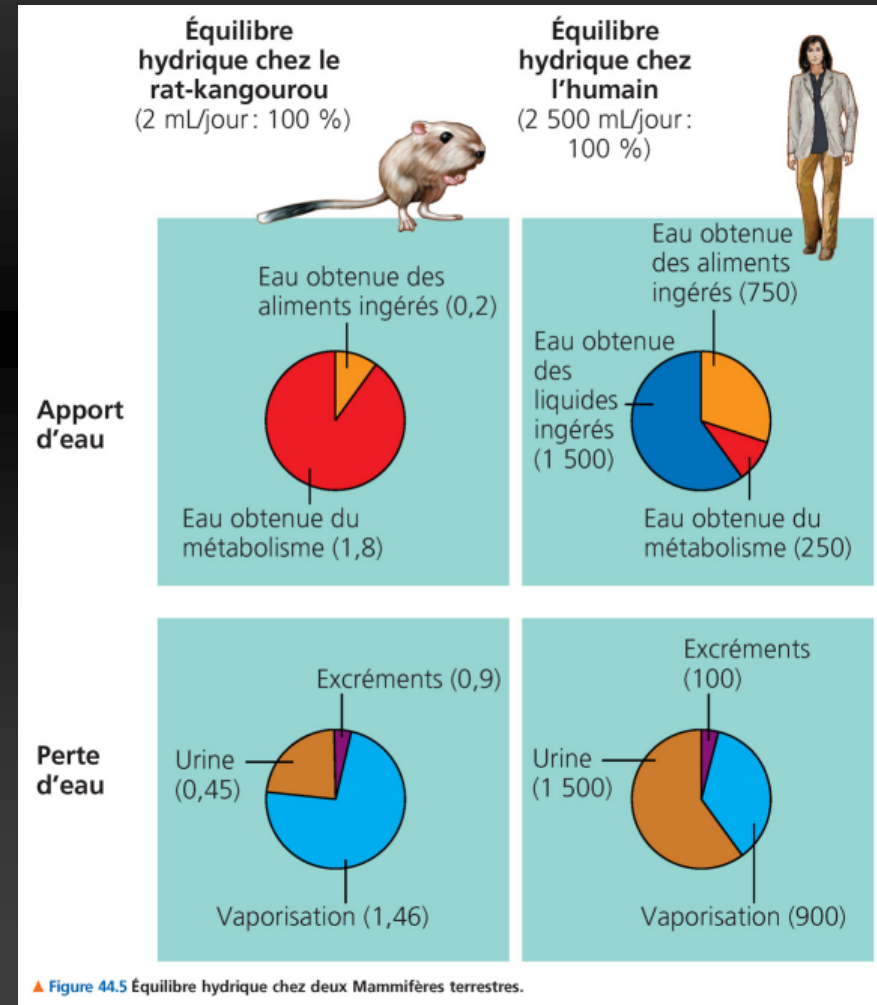 Équilibre
hydrique chez le
rat-kangourou
(2 mL/jour : 100 %)
Équilibre
hydrique chez
l'humain
(2 500 mL/jour :
100 %)
Apport
d'eau
Eau obtenue des
aliments ingérés (0,2)
Eau obtenue du
métabolisme (1,8)
Eau obtenue
des aliments
ingérés (750)
Eau obtenue
des
liquides
ingérés
(1 500)
Eau obtenue du
métabolisme (250)
Perte
d'eau
Excréments (0,9)
Urine
(0,45)
Vaporisation (1,46)
Excréments
(100)
Urine
(1 500)
Vaporisation (900)
▲ Figure 44.5 Équilibre hydrique chez deux Mammifères terrestres.